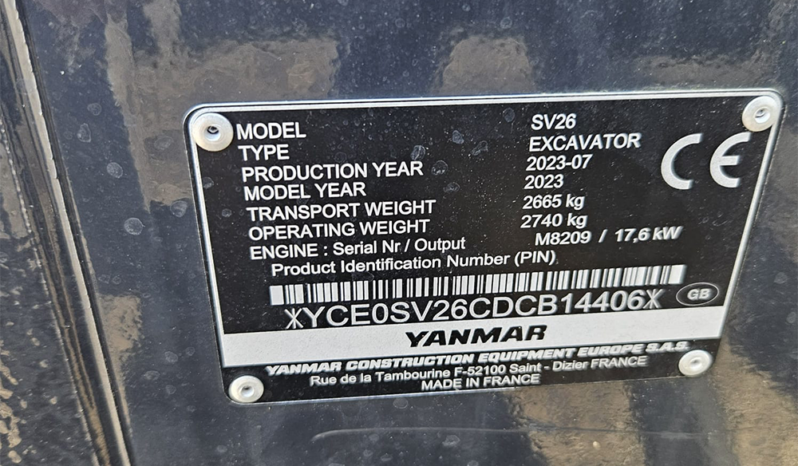 MODEL SV26
TYPE EXCAVATOR
PRODUCTION YEAR 2023-07
MODEL YEAR 2023
TRANSPORT WEIGHT 2665 kg
OPERATING WEIGHT 2740 kg
ENGINE : Serial Nr / Output M8209 / 17,6 kW
Product Identification Number (PIN)
CE
GB
*YCE0SV26CDCB14406*
YANMAR
YANMAR CONSTRUCTION EQUIPMENT EUROPE S.A.S.
Rue de la Tambourine F-52100 Saint - Dizier FRANCE
MADE IN FRANCE